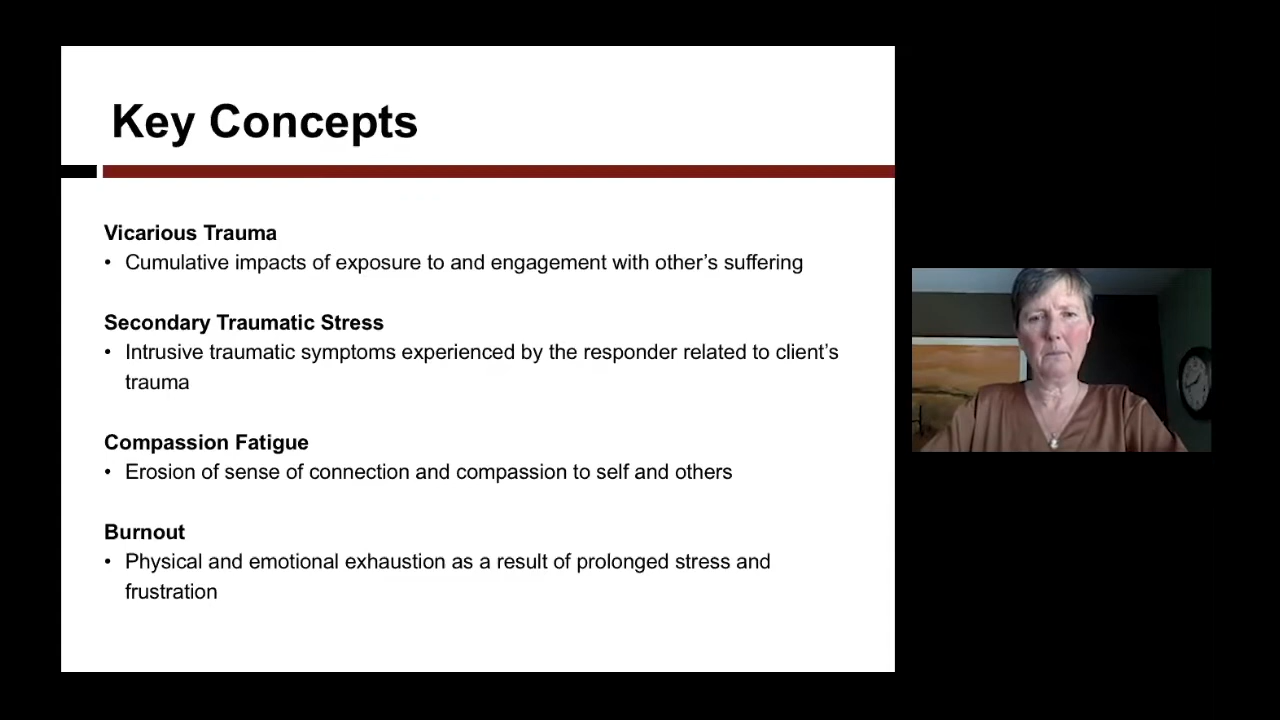 Key Concepts
Vicarious Trauma
• Cumulative impacts of exposure to and engagement with other’s suffering
Secondary Traumatic Stress
• Intrusive traumatic symptoms experienced by the responder related to client’s
trauma
Compassion Fatigue
• Erosion of sense of connection and compassion to self and others
Burnout
• Physical and emotional exhaustion as a result of prolonged stress and
frustration